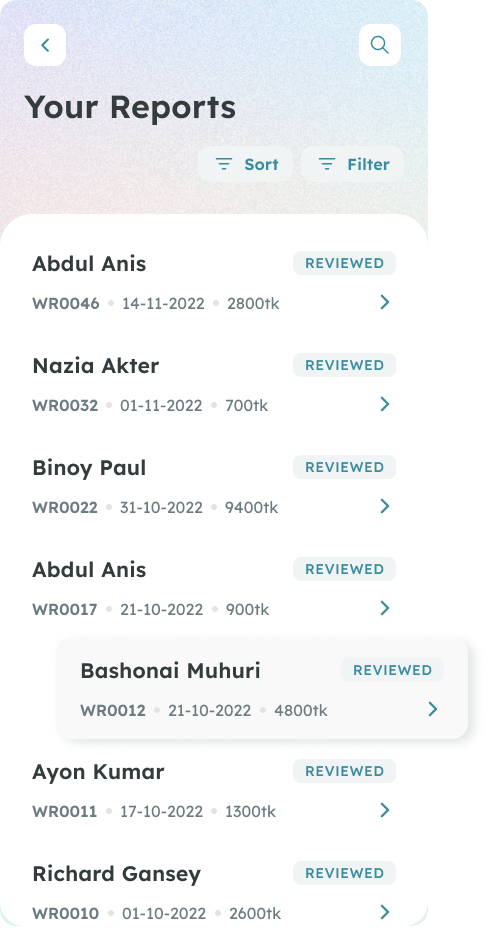 Your Reports
Sort Filter
Abdul Anis REVIEWED
WR0046 • 14-11-2022 • 2800tk
Nazia Akter REVIEWED
WR0032 • 01-11-2022 • 700tk
Binoy Paul REVIEWED
WR0022 • 31-10-2022 • 9400tk
Abdul Anis REVIEWED
WR0017 • 21-10-2022 • 900tk
Bashonai Muhuri REVIEWED
WR0012 • 21-10-2022 • 4800tk
Ayon Kumar REVIEWED
WR0011 • 17-10-2022 • 1300tk
Richard Gansey REVIEWED
WR0010 • 01-10-2022 • 2600tk